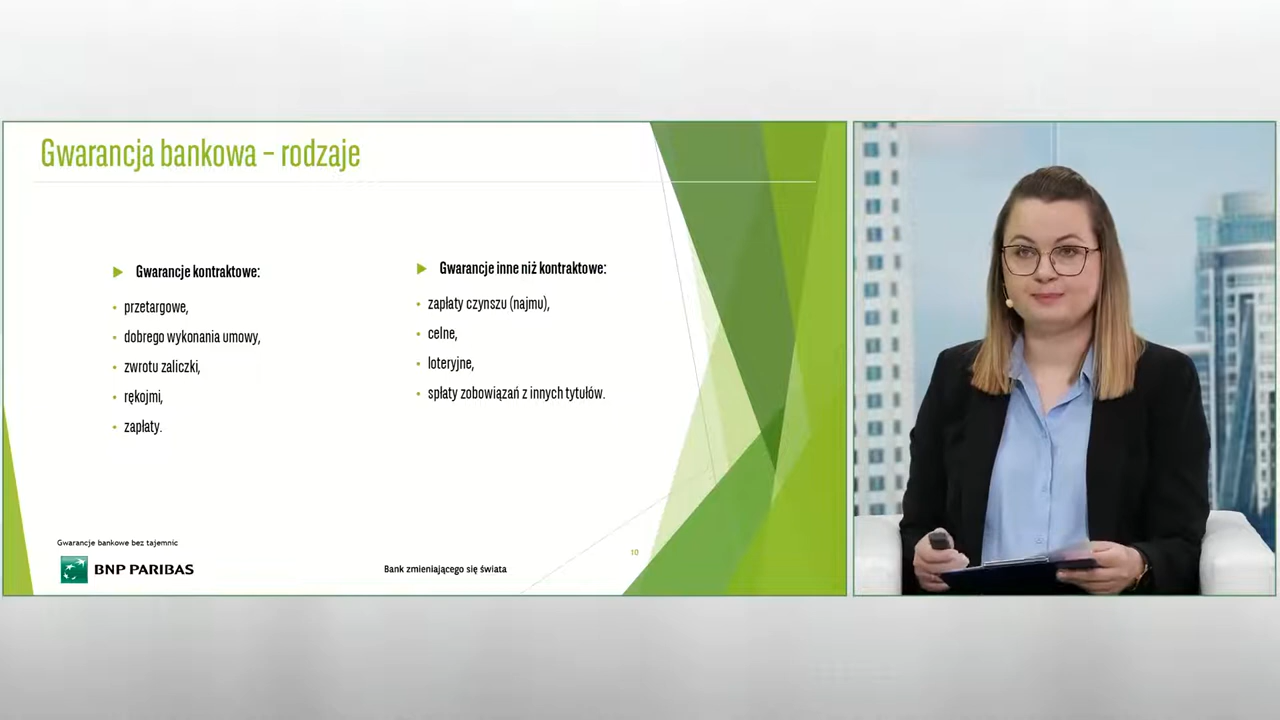 Gwarancja bankowa – rodzaje
Gwarancje kontraktowe:
przetargowe,
dobrego wykonania umowy,
zwrotu zaliczki,
rękojmi,
zapłaty.
Gwarancje inne niż kontraktowe:
zapłaty czynszu (najmu),
celne,
loteryjne,
spłaty zobowiązań z innych tytułów.
Gwarancje bankowe bez tajemnic
BNP PARIBAS
Bank zmieniającego się świata
10